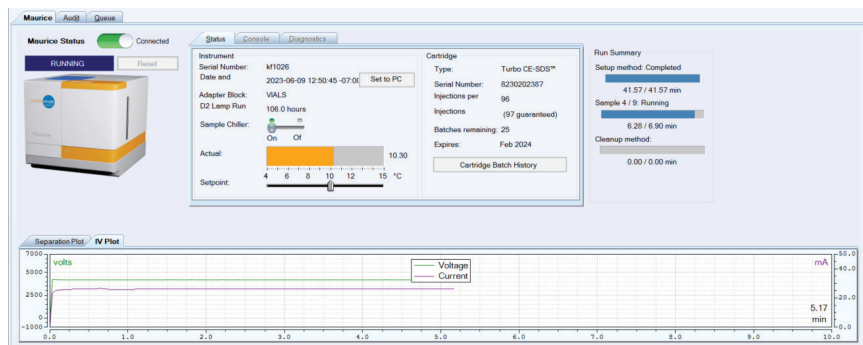 Maurice Audit Queue
Maurice Status Connected
RUNNING Reset
Status Console Diagnostics
Instrument
Serial Number: kf1026
Date and 2023-06-09 12:50:45 -07:00 Set to PC
Adapter Block: VIALS
D2 Lamp Run 106.0 hours
Sample Chiller:
On Of
Actual: 10.30
4 6 8 10 12 15 °C
Setpoint:
Cartridge
Type: Turbo CE-SDS™
Serial Number: 8230202387
Injections per 96
Injections (97 guaranteed)
Batches remaining: 25
Expires: Feb 2024
Cartridge Batch History
Run Summary
Setup method: Completed
41.57 / 41.57 min
Sample 4 / 9: Running
6.28 / 6.90 min
Cleanup method:
0.00 / 0.00 min
Separation Plot IV Plot
7000
5000
2500
0
-1000
volts
Voltage
Current
mA
50.0
40.0
20.0
0.0
5.17
min
0.0 1.0 2.0 3.0 4.0 5.0 6.0 7.0 8.0 9.0 10.0